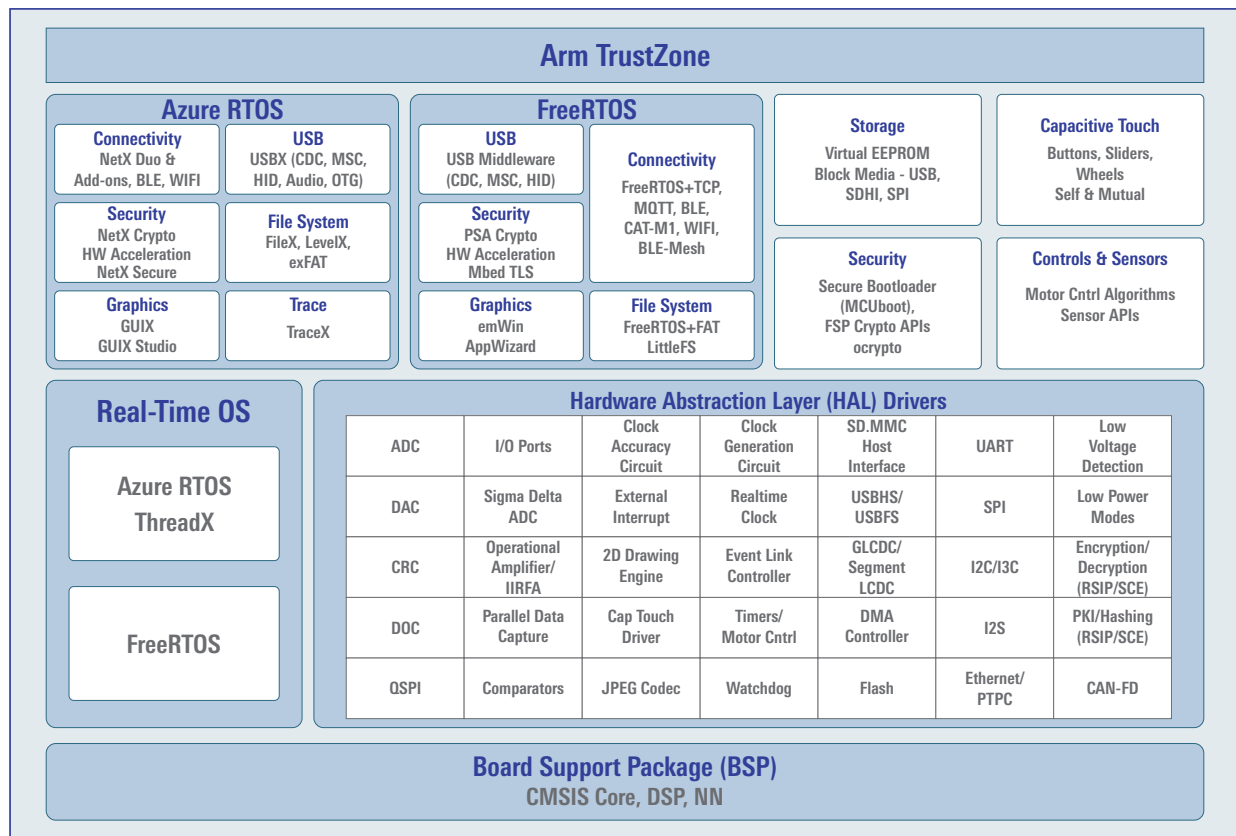 Arm TrustZone
Azure RTOS
Connectivity
NetX Duo &
Add-ons, BLE, WIFI
USB
USBX (CDC, MSC,
HID, Audio, OTG)
Security
NetX Crypto
HW Acceleration
NetX Secure
File System
FileX, LevelX,
exFAT
Graphics
GUIX
GUIX Studio
Trace
TraceX
FreeRTOS
USB
USB Middleware
(CDC, MSC, HID)
Connectivity
FreeRTOS+TCP,
MQTT, BLE,
CAT-M1, WIFI,
BLE-Mesh
Security
PSA Crypto
HW Acceleration
Mbed TLS
Graphics
emWin
AppWizard
File System
FreeRTOS+FAT
LittleFS
Storage
Virtual EEPROM
Block Media - USB,
SDHI, SPI
Capacitive Touch
Buttons, Sliders,
Wheels
Self & Mutual
Security
Secure Bootloader
(MCUboot),
FSP Crypto APIs
ocrypto
Controls & Sensors
Motor Cntrl Algorithms
Sensor APIs
Real-Time OS
Azure RTOS
ThreadX
FreeRTOS
Hardware Abstraction Layer (HAL) Drivers
ADC
I/O Ports
Clock
Accuracy
Circuit
Clock
Generation
Circuit
SD.MMC
Host
Interface
UART
Low
Voltage
Detection
DAC
Sigma Delta
ADC
External
Interrupt
Realtime
Clock
USBHS/
USBFS
SPI
Low Power
Modes
CRC
Operational
Amplifier/
IIRFA
2D Drawing
Engine
Event Link
Controller
GLCDC/
Segment
LCDC
I2C/I3C
Encryption/
Decryption
(RSIP/SCE)
DOC
Parallel Data
Capture
Cap Touch
Driver
Timers/
Motor Cntrl
DMA
Controller
I2S
PKI/Hashing
(RSIP/SCE)
QSPI
Comparators
JPEG Codec
Watchdog
Flash
Ethernet/
PTPC
CAN-FD
Board Support Package (BSP)
CMSIS Core, DSP, NN